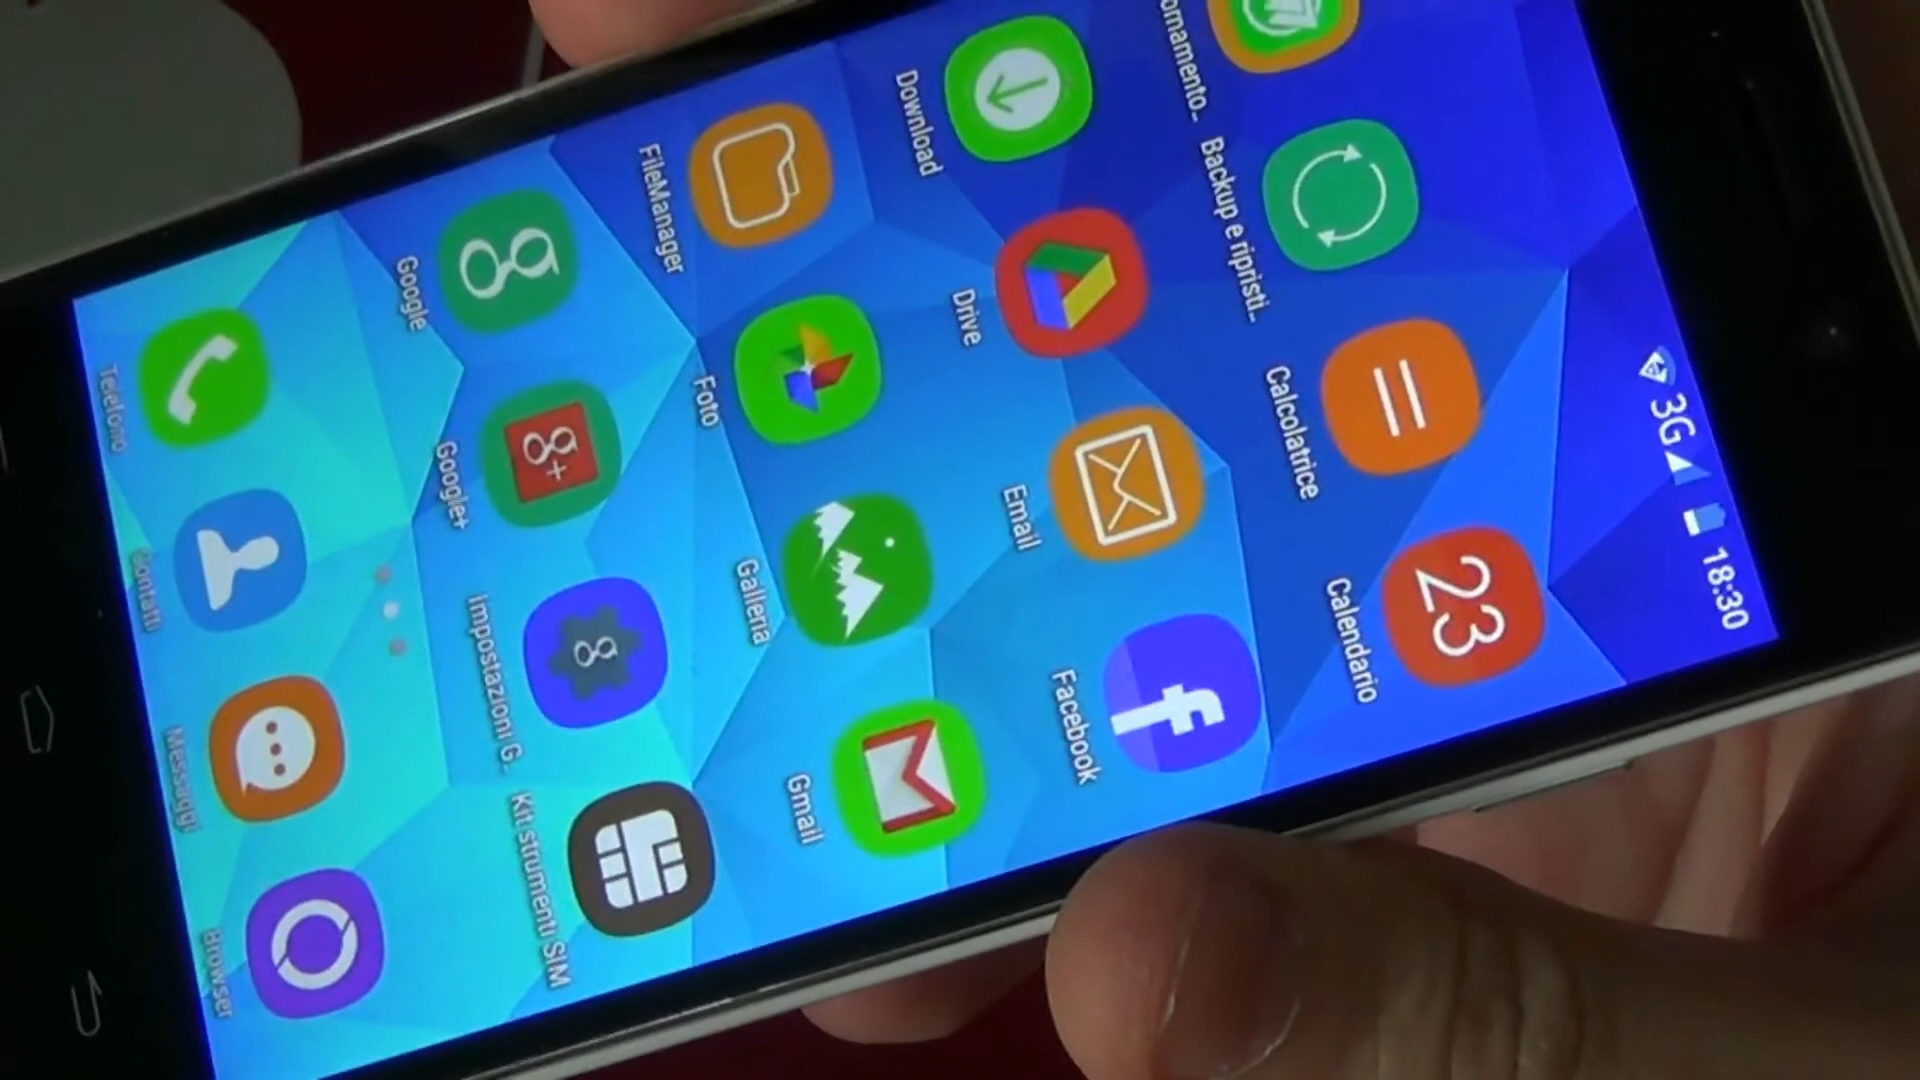 3G 18:30
ornamento..
Backup e ripristi..
Calcolatrice
23
Calendario
Download
Drive
Email
Facebook
FileManager
Foto
Galleria
Gmail
Google
Google+
Impostazioni G..
Kit strumenti SIM
Telefono
Contatti
Messaggi
Browser